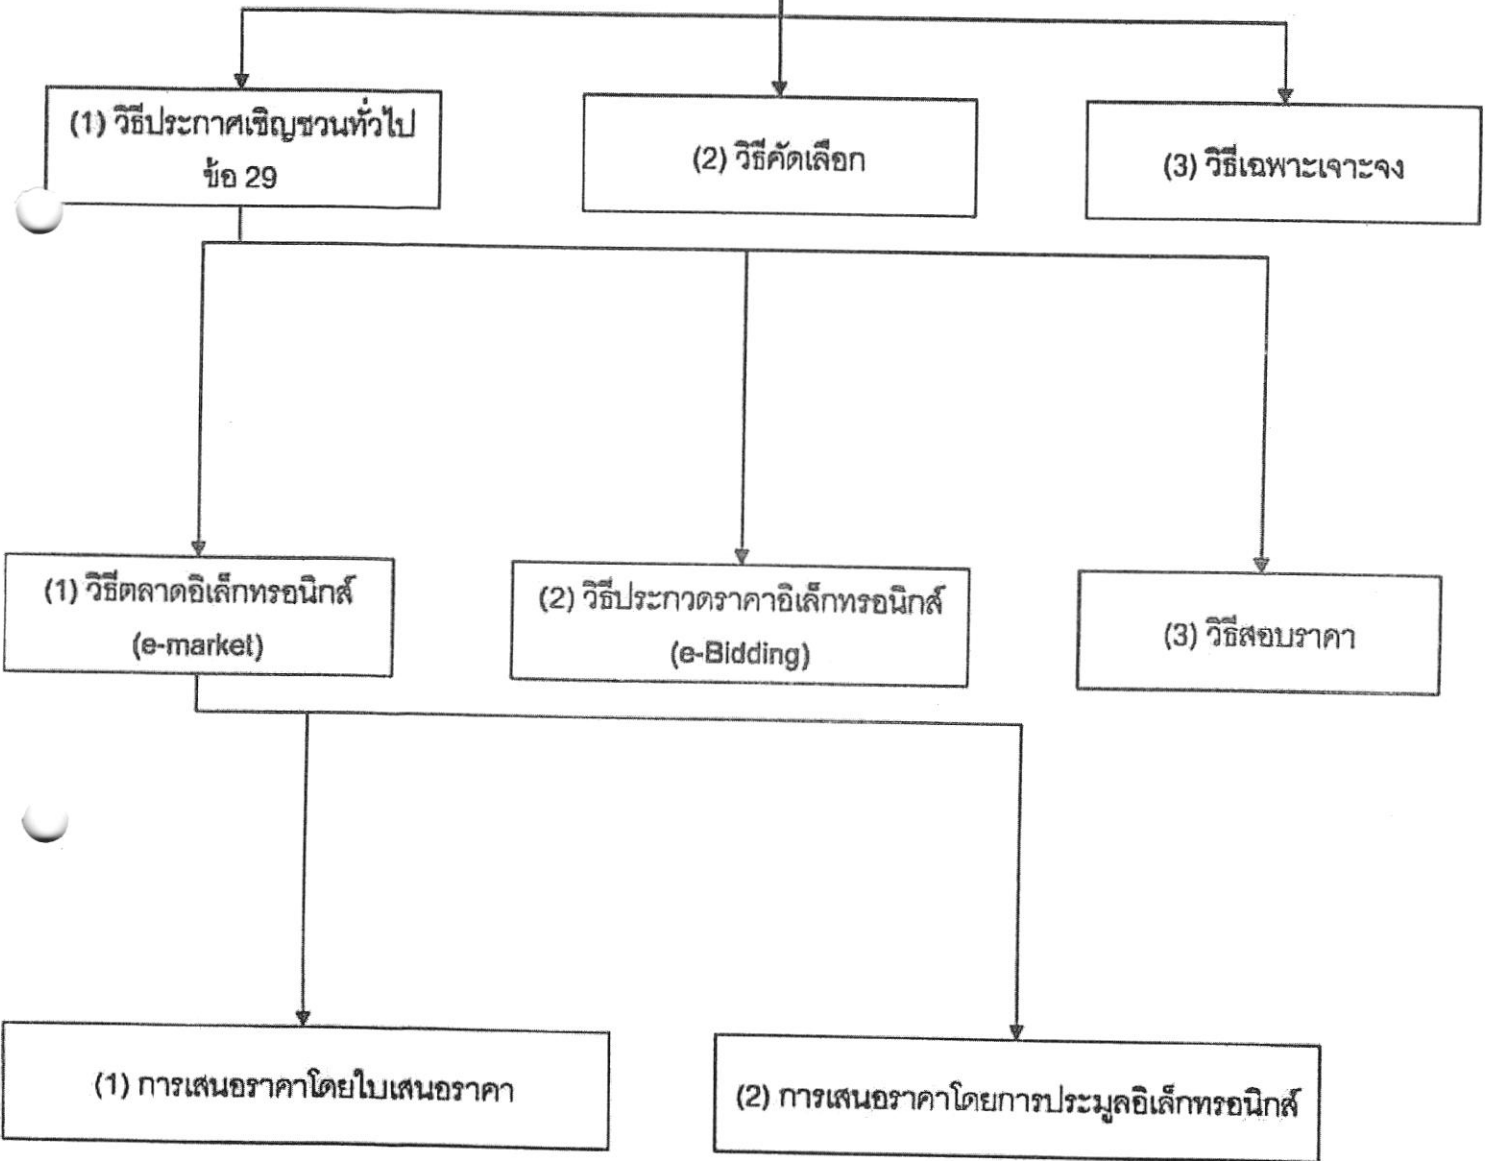 (1) วิธีประกาศเชิญชวนทั่วไป
ข้อ 29
(2) วิธีคัดเลือก
(3) วิธีเฉพาะเจาะจง
(1) วิธีตลาดอิเล็กทรอนิกส์
(e-market)
(2) วิธีประกวดราคาอิเล็กทรอนิกส์
(e-Bidding)
(3) วิธีสอบราคา
(1) การเสนอราคาโดยใบเสนอราคา
(2) การเสนอราคาโดยการประมูลอิเล็กทรอนิกส์